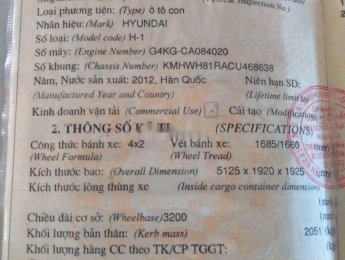 Loại phương tiện: (Type) ô tô con
Nhãn hiệu: (Mark) HYUNDAI
Số loại: (Model code) H-1
Số máy: (Engine Number) G4KG-CA084020
Số khung: (Chassis Number) KMHWH81RACU468638
Năm, Nước sản xuất: 2012, Hàn Quốc Niên hạn SD:
(Manufactured Year and Country) (Lifetime limit to)
Kinh doanh vận tải (Commercial Use) - Cải tạo (Modification)
2. THÔNG SỐ (SPECIFICATIONS)
Công thức bánh xe: 4x2 Vết bánh xe: 1685/1660
(Wheel Formula) (Wheel Tread)
Kích thước bao: (Overall Dimension) 5125 x 1920 x 1925
Kích thước lòng thùng xe (Inside cargo container dimension)
Chiều dài cơ sở: (Wheelbase) 3200
Khối lượng bản thân: (Kerb mass) 2051
Khối lượng hàng CC theo TK/CP TGGT: